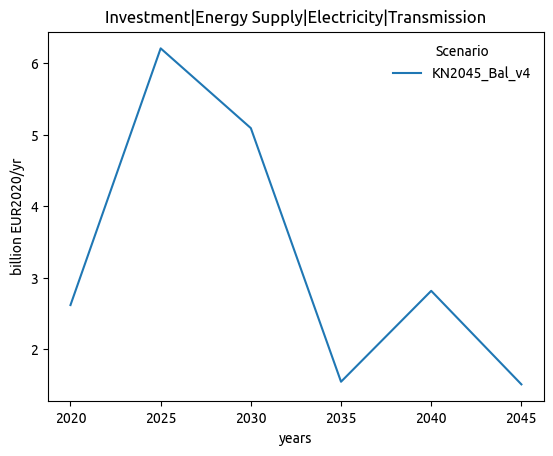 Investment|Energy Supply|Electricity|Transmission
Scenario
KN2045_Bal_v4
billion EUR2020/yr
6
5
4
3
2
2020 2025 2030 2035 2040 2045
years